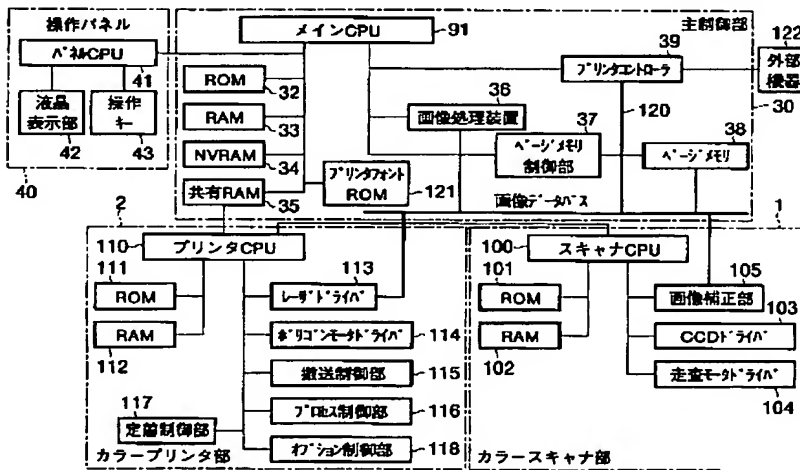 操作パネル
パネルCPU
41
液晶
表示部
42
操作
キー
43
40
主制御部
メインCPU
91
ROM
32
RAM
33
NVRAM
34
共有RAM
35
プリンタフォント
ROM
121
画像処理装置
36
ページメモリ
制御部
37
ページメモリ
38
プリンタコントローラ
39
120
画像データバス
30
外部
機器
122
2
プリンタCPU
110
ROM
111
RAM
112
レーザドライバ
113
ポリゴンモータドライバ
114
搬送制御部
115
プロセス制御部
116
定着制御部
117
オプション制御部
118
カラープリンタ部
1
スキャナCPU
100
ROM
101
RAM
102
画像補正部
105
CCDドライバ
103
走査モータドライバ
104
カラースキャナ部